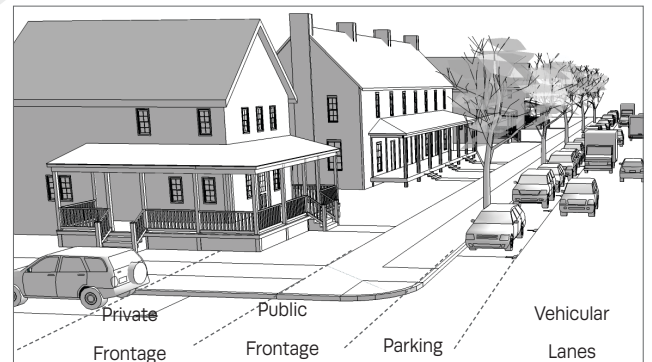 Private
Frontage
Public
Frontage
Parking
Vehicular
Lanes